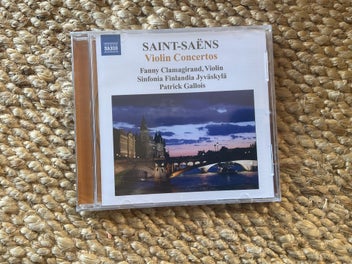 NAXOS
SAINT-SAËNS
Violin Concertos
Fanny Clamagirand, Violin
Sinfonia Finlandia Jyväskylä
Patrick Gallois